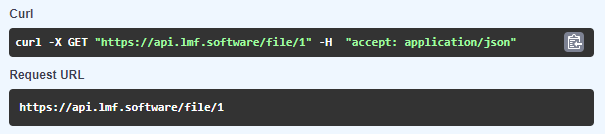 Curl
curl -X GET "https://api.lmf.software/file/1" -H  "accept: application/json"
Request URL
https://api.lmf.software/file/1